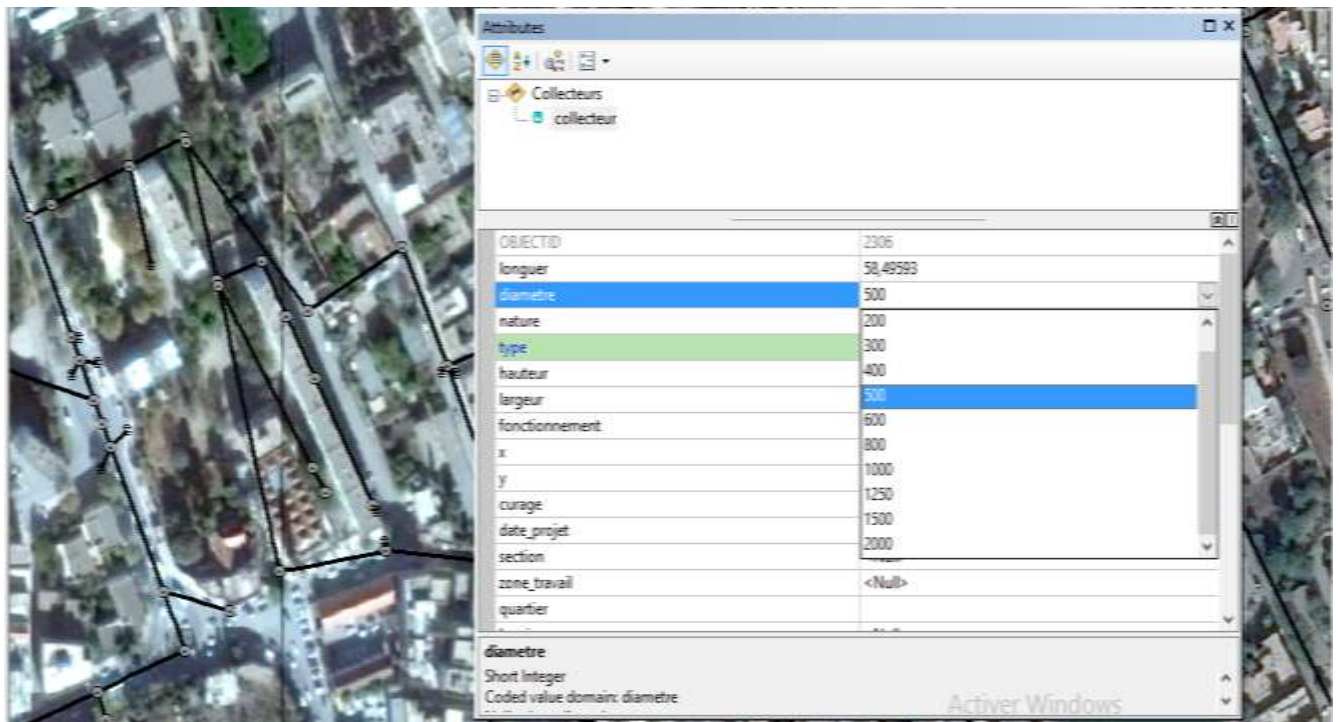 Attributes
Collecteurs
collecteur
OBJECTID 2306
longuer 58,49593
diametre 500
nature 200
type 300
hauteur 400
largeur 500
fonctionnement 600
x 800
y 1000
curage 1250
date_projet 1500
section 2000
zone_travail <Null>
quartier
diametre
Short Integer
Coded value domain: diametre
Activer Windows